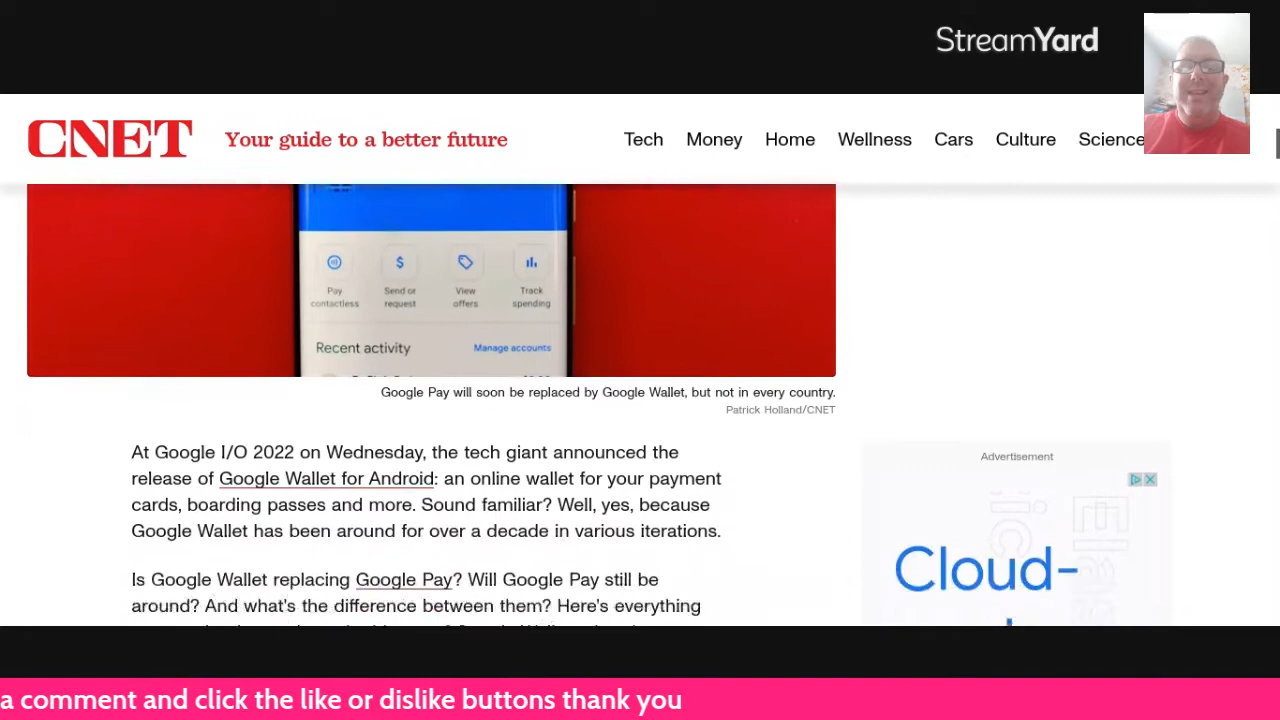 StreamYard
CNET
Your guide to a better future
Tech Money Home Wellness Cars Culture Science
Pay contactless
Send or request
View offers
Track spending
Recent activity
Manage accounts
Google Pay will soon be replaced by Google Wallet, but not in every country.
Patrick Holland/CNET
At Google I/O 2022 on Wednesday, the tech giant announced the
release of Google Wallet for Android: an online wallet for your payment
cards, boarding passes and more. Sound familiar? Well, yes, because
Google Wallet has been around for over a decade in various iterations.
Is Google Wallet replacing Google Pay? Will Google Pay still be
around? And what's the difference between them? Here's everything
Advertisement
Cloud-
a comment and click the like or dislike buttons thank you